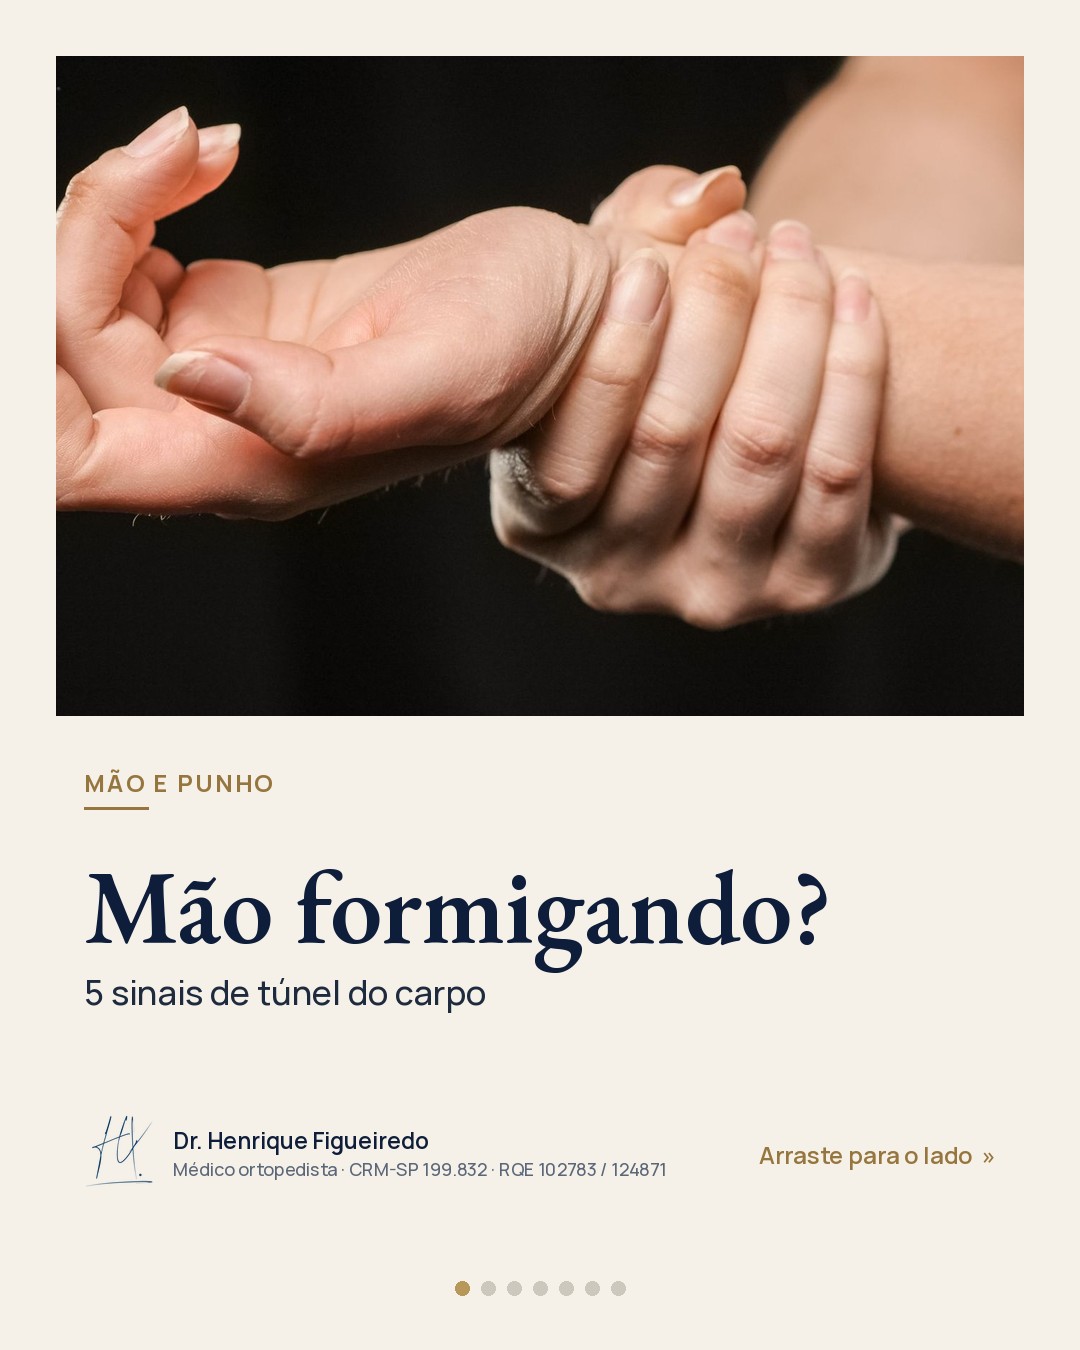 MÃO E PUNHO
Mão formigando?
5 sinais de túnel do carpo
Dr. Henrique Figueiredo
Médico ortopedista · CRM-SP 199.832 · RQE 102783 / 124871
Arraste para o lado »